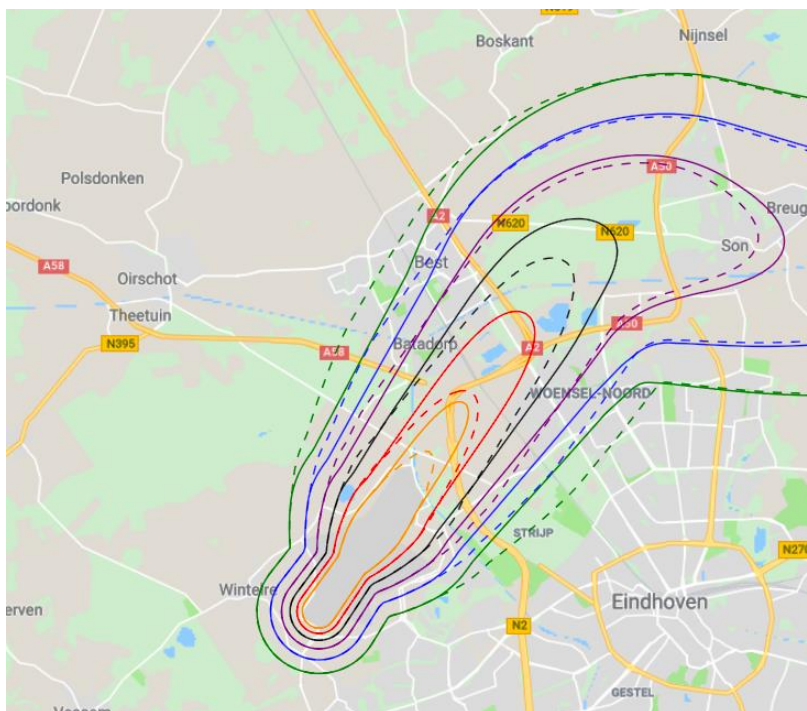 Boskant
Nijnsel
Polsdonken
oordonk
A50
Breug
A2
N620
N620
Son
Best
A58
Oirschot
Theetuin
A50
N395
A58
Batadorp
A2
WOENSEL-NOORD
STRIJP
N270
Wintelre
Eindhoven
erven
N2
GESTEL